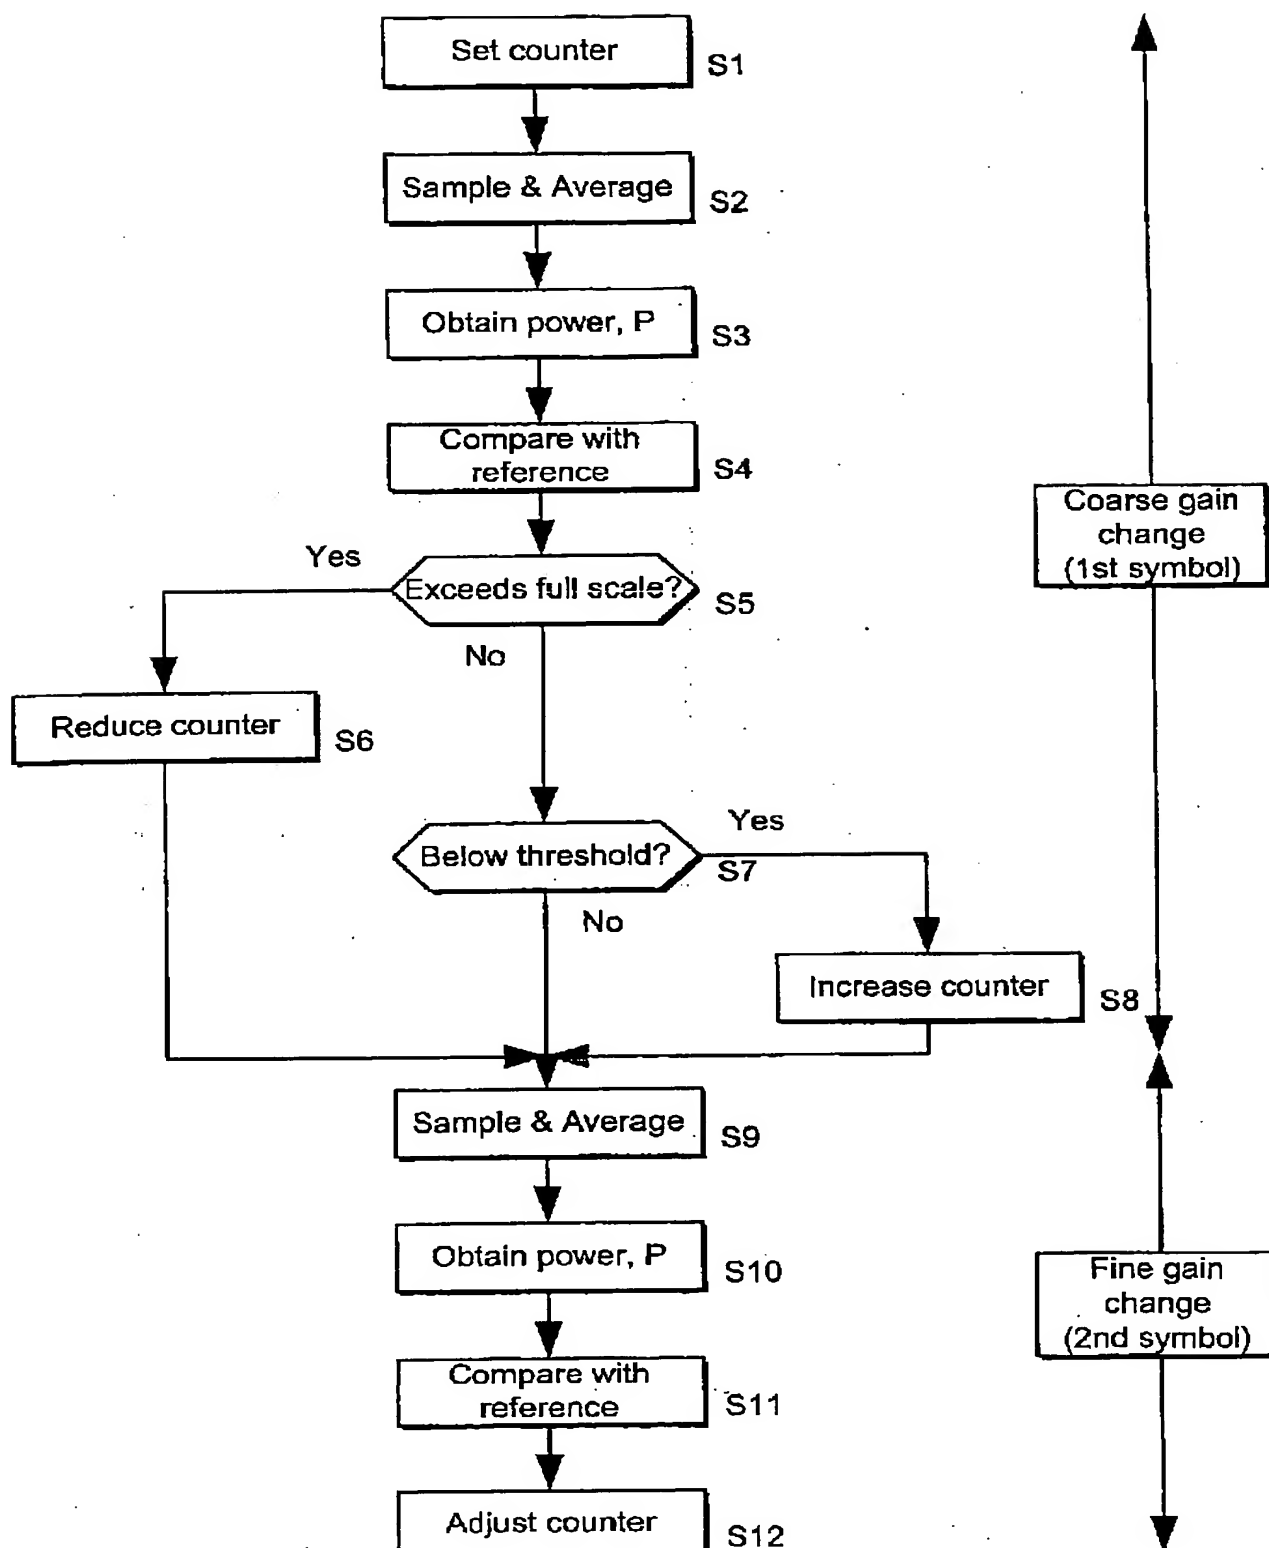 Set counter
S1
Sample & Average
S2
Obtain power, P
S3
Compare with
reference
S4
Exceeds full scale?
S5
Yes
No
Reduce counter
S6
Below threshold?
S7
Yes
No
Increase counter
S8
Sample & Average
S9
Obtain power, P
S10
Compare with
reference
S11
Adjust counter
S12
Coarse gain
change
(1st symbol)
Fine gain
change
(2nd symbol)